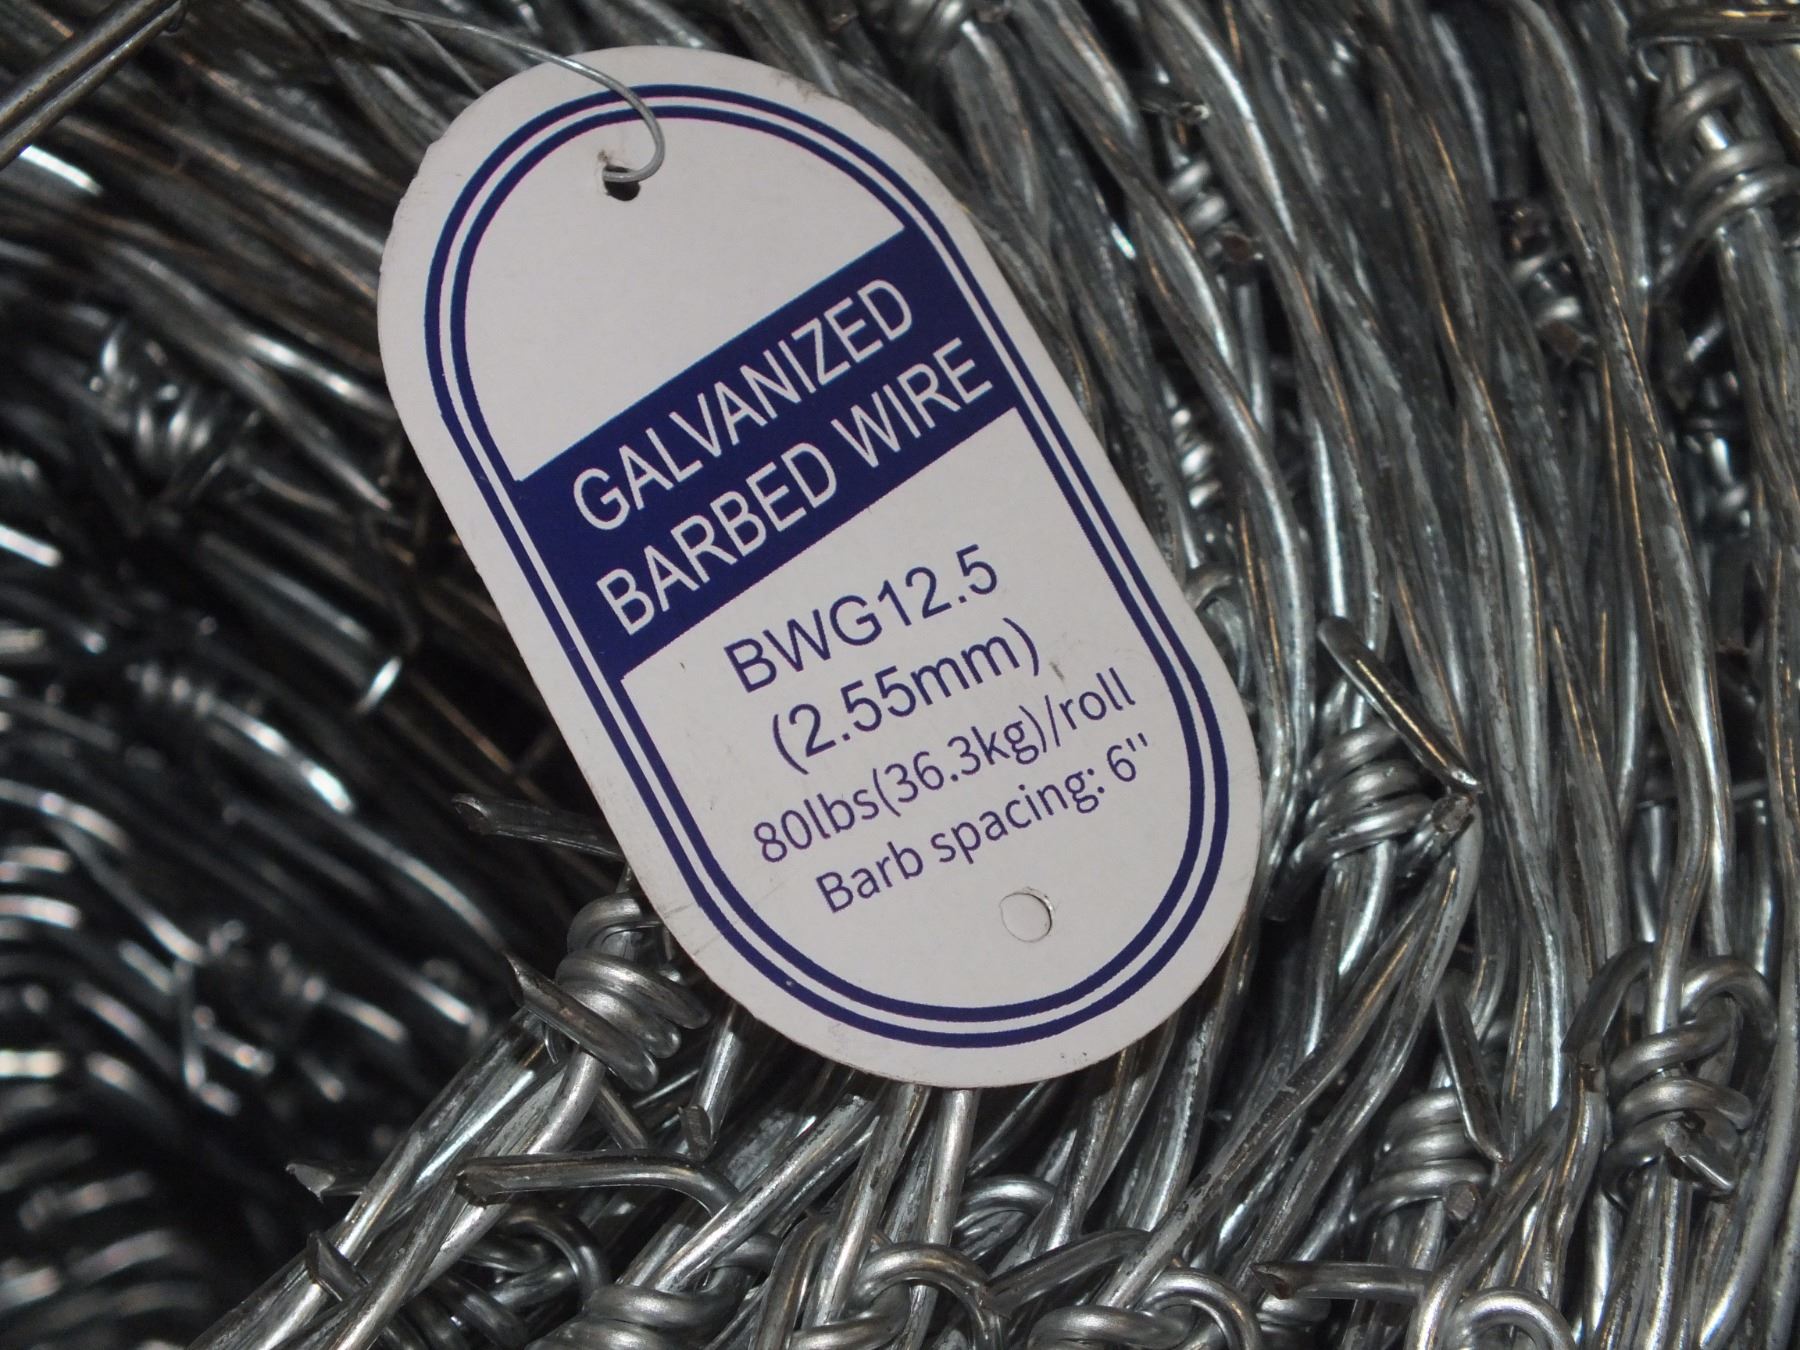 GALVANIZED
BARBED WIRE
BWG12.5
(2.55mm)
80lbs(36.3kg)/roll
Barb spacing: 6"